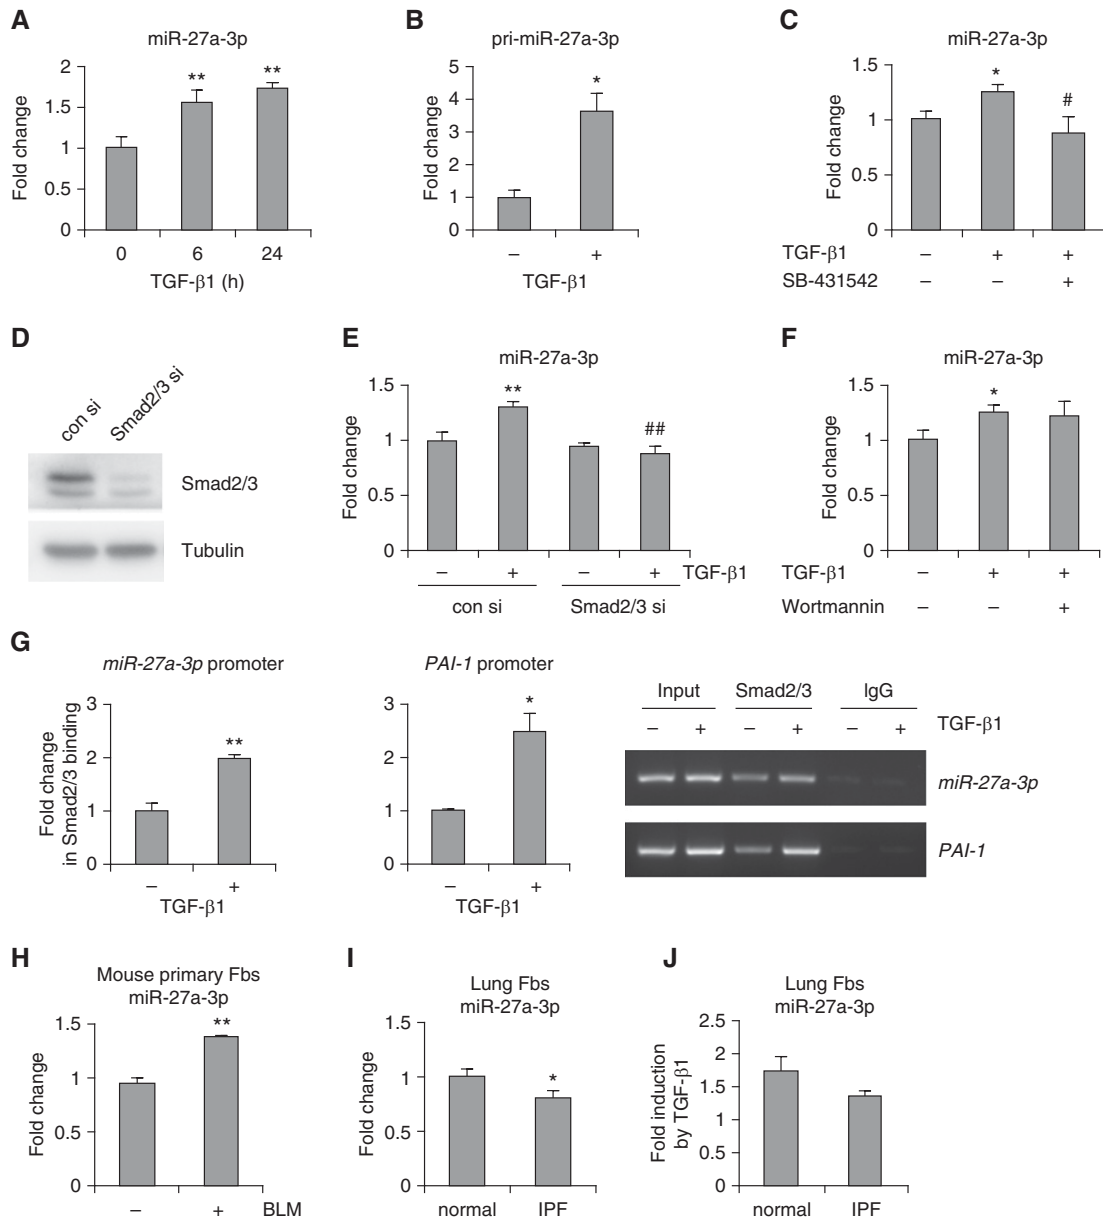 A
miR-27a-3p
Fold change
2
1.5
1
0.5
0
**
**
0 6 24
TGF-β1 (h)
B
pri-miR-27a-3p
Fold change
5
4
3
2
1
0
*
– +
TGF-β1
C
miR-27a-3p
Fold change
1.5
1
0.5
0
*
#
TGF-β1 – + +
SB-431542 – – +
D
con si
Smad2/3 si
Smad2/3
Tubulin
E
miR-27a-3p
Fold change
1.5
1
0.5
0
**
##
– + – + TGF-β1
con si Smad2/3 si
F
miR-27a-3p
Fold change
1.5
1
0.5
0
*
TGF-β1 – + +
Wortmannin – – +
G
miR-27a-3p promoter
Fold change
in Smad2/3 binding
3
2
1
0
**
– +
TGF-β1
PAI-1 promoter
3
2
1
0
*
– +
TGF-β1
Input Smad2/3 IgG
– + – + – + TGF-β1
miR-27a-3p
PAI-1
H
Mouse primary Fbs
miR-27a-3p
Fold change
1.5
1
0.5
0
**
– + BLM
I
Lung Fbs
miR-27a-3p
Fold change
1.5
1
0.5
0
*
normal IPF
J
Lung Fbs
miR-27a-3p
Fold induction
by TGF-β1
2.5
2
1.5
1
0.5
0
normal IPF